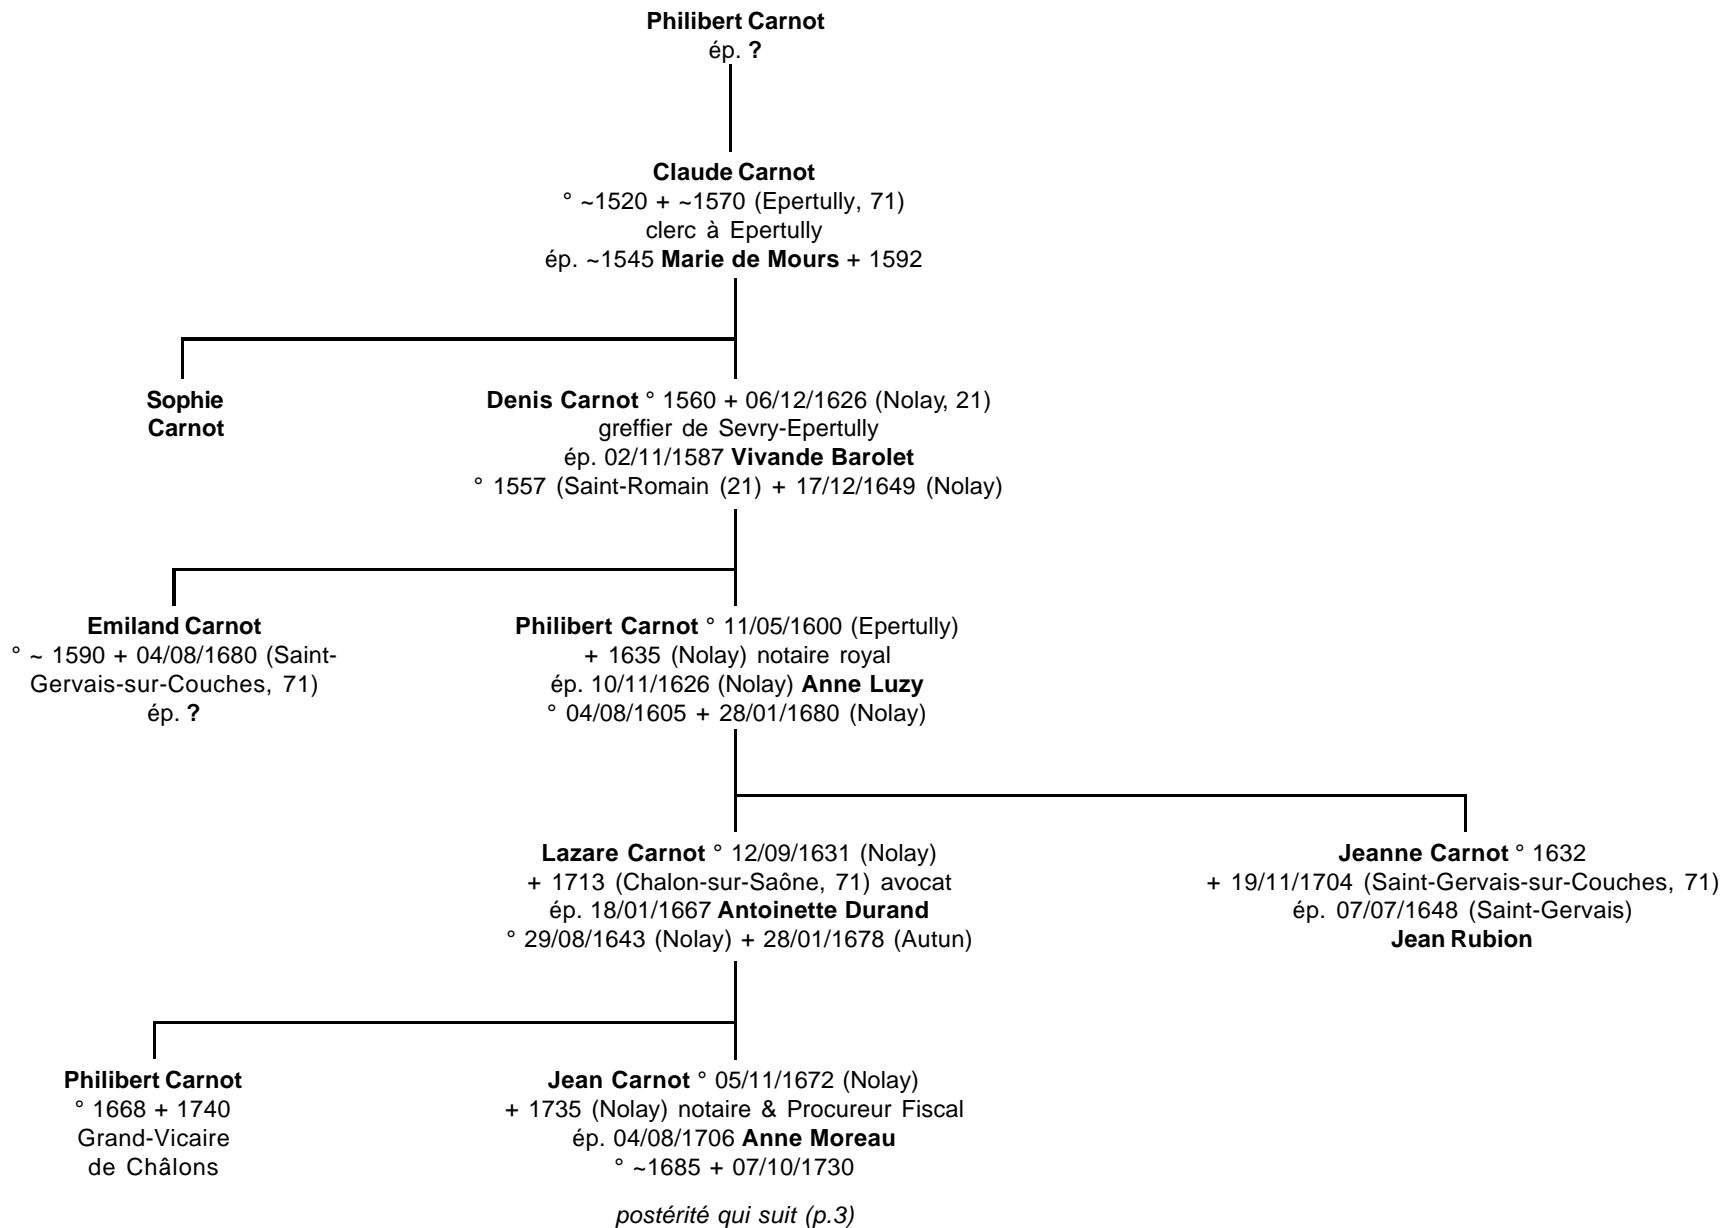 Philibert Carnot
ép. ?
Claude Carnot
° ~1520 + ~1570 (Epertully, 71)
clerc à Epertully
ép. ~1545 Marie de Mours + 1592
Sophie
Carnot
Denis Carnot ° 1560 + 06/12/1626 (Nolay, 21)
greffier de Sevry-Epertully
ép. 02/11/1587 Vivande Barolet
° 1557 (Saint-Romain (21) + 17/12/1649 (Nolay)
Emiland Carnot
° ~ 1590 + 04/08/1680 (Saint-
Gervais-sur-Couches, 71)
ép. ?
Philibert Carnot ° 11/05/1600 (Epertully)
+ 1635 (Nolay) notaire royal
ép. 10/11/1626 (Nolay) Anne Luzy
° 04/08/1605 + 28/01/1680 (Nolay)
Lazare Carnot ° 12/09/1631 (Nolay)
+ 1713 (Chalon-sur-Saône, 71) avocat
ép. 18/01/1667 Antoinette Durand
° 29/08/1643 (Nolay) + 28/01/1678 (Autun)
Jeanne Carnot ° 1632
+ 19/11/1704 (Saint-Gervais-sur-Couches, 71)
ép. 07/07/1648 (Saint-Gervais)
Jean Rubion
Philibert Carnot
° 1668 + 1740
Grand-Vicaire
de Châlons
Jean Carnot ° 05/11/1672 (Nolay)
+ 1735 (Nolay) notaire & Procureur Fiscal
ép. 04/08/1706 Anne Moreau
° ~1685 + 07/10/1730
postérité qui suit (p.3)